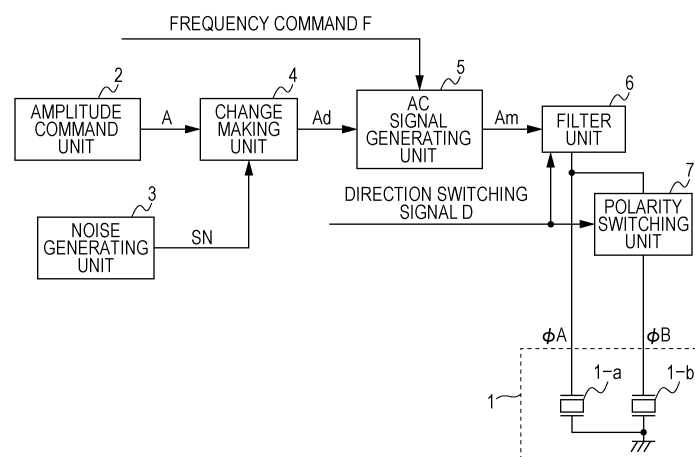 FREQUENCY COMMAND F
2
AMPLITUDE
COMMAND
UNIT
A
4
CHANGE
MAKING
UNIT
Ad
5
AC
SIGNAL
GENERATING
UNIT
Am
6
FILTER
UNIT
3
NOISE
GENERATING
UNIT
SN
DIRECTION SWITCHING
SIGNAL D
7
POLARITY
SWITCHING
UNIT
ϕA
ϕB
1
1-a
1-b